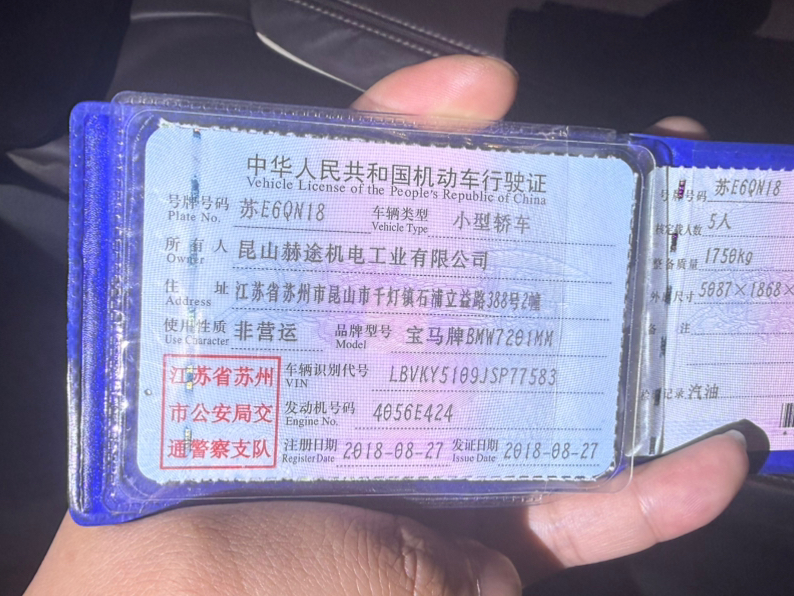 中华人民共和国机动车行驶证
Vehicle License of the People's Republic of China
号牌号码 苏E6QN18 车辆类型 小型轿车
Plate No. Vehicle Type
所有人 昆山赫途机电工业有限公司
Owner
住址 江苏省苏州市昆山市千灯镇石浦立益路388号2幢
Address
使用性质 非营运 品牌型号 宝马牌BMW7201MM
Use Character Model
江苏省苏州
市公安局交
通警察支队
车辆识别代号 LBVKY5109JSP77583
VIN
发动机号码 4056E424
Engine No.
注册日期 2018-08-27 发证日期 2018-08-27
Register Date Issue Date
号牌号码 苏E6QN18
核定载人数 5人
整备质量 1750kg
外廓尺寸 5087×1868×
备注
记录 汽油